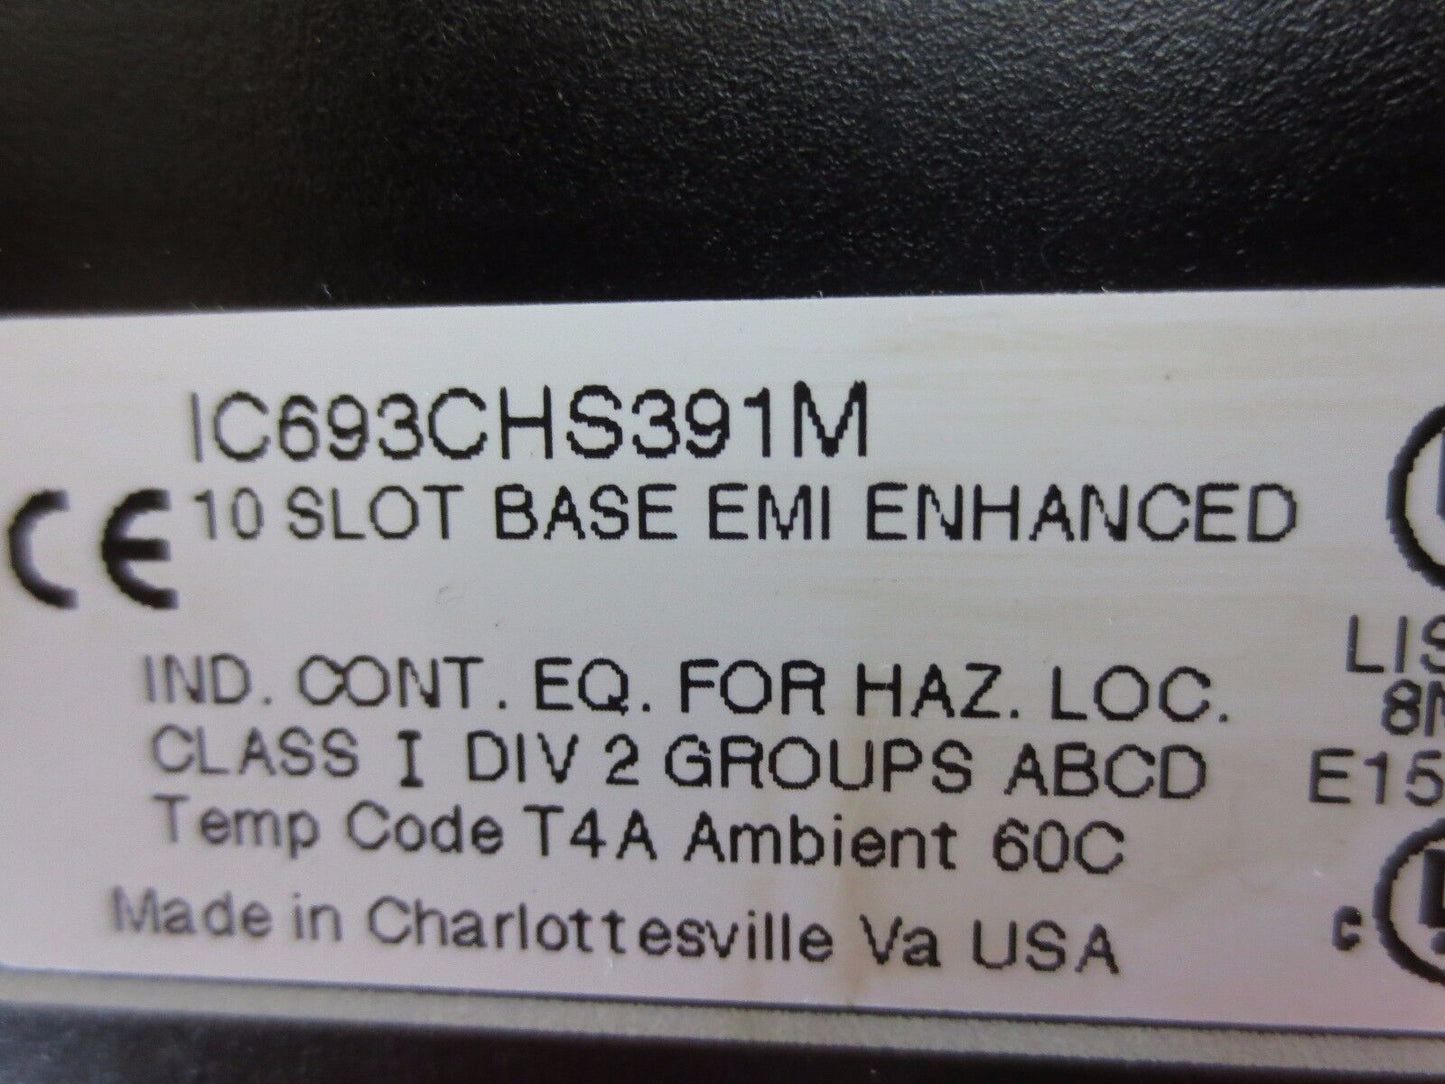 IC693CHS391M
CE 10 SLOT BASE EMI ENHANCED
IND. CONT. EQ. FOR HAZ. LOC.
CLASS I DIV 2 GROUPS ABCD
Temp Code T4A Ambient 60C
Made in Charlottesville Va USA
c